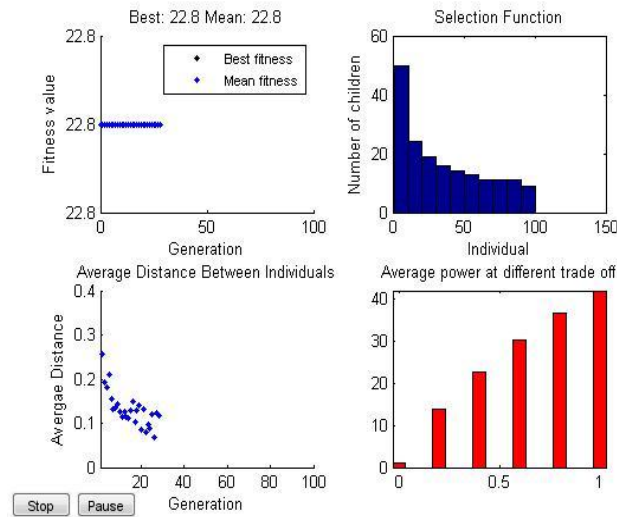 Best: 22.8 Mean: 22.8
22.8
22.8
22.8
Fitness value
Best fitness
Mean fitness
0
50
100
Generation
Selection Function
60
40
20
0
Number of children
0
50
100
150
Individual
Average Distance Between Individuals
0.4
0.3
0.2
0.1
0
Avergae Distance
20
40
60
80
100
Generation
Average power at different trade off
40
30
20
10
0
0
0.5
1
Stop
Pause